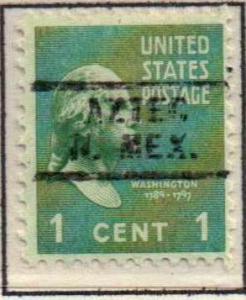 UNITED
STATES
POSTAGE
AZTEC
N. MEX.
WASHINGTON
1789-1797
1 CENT 1